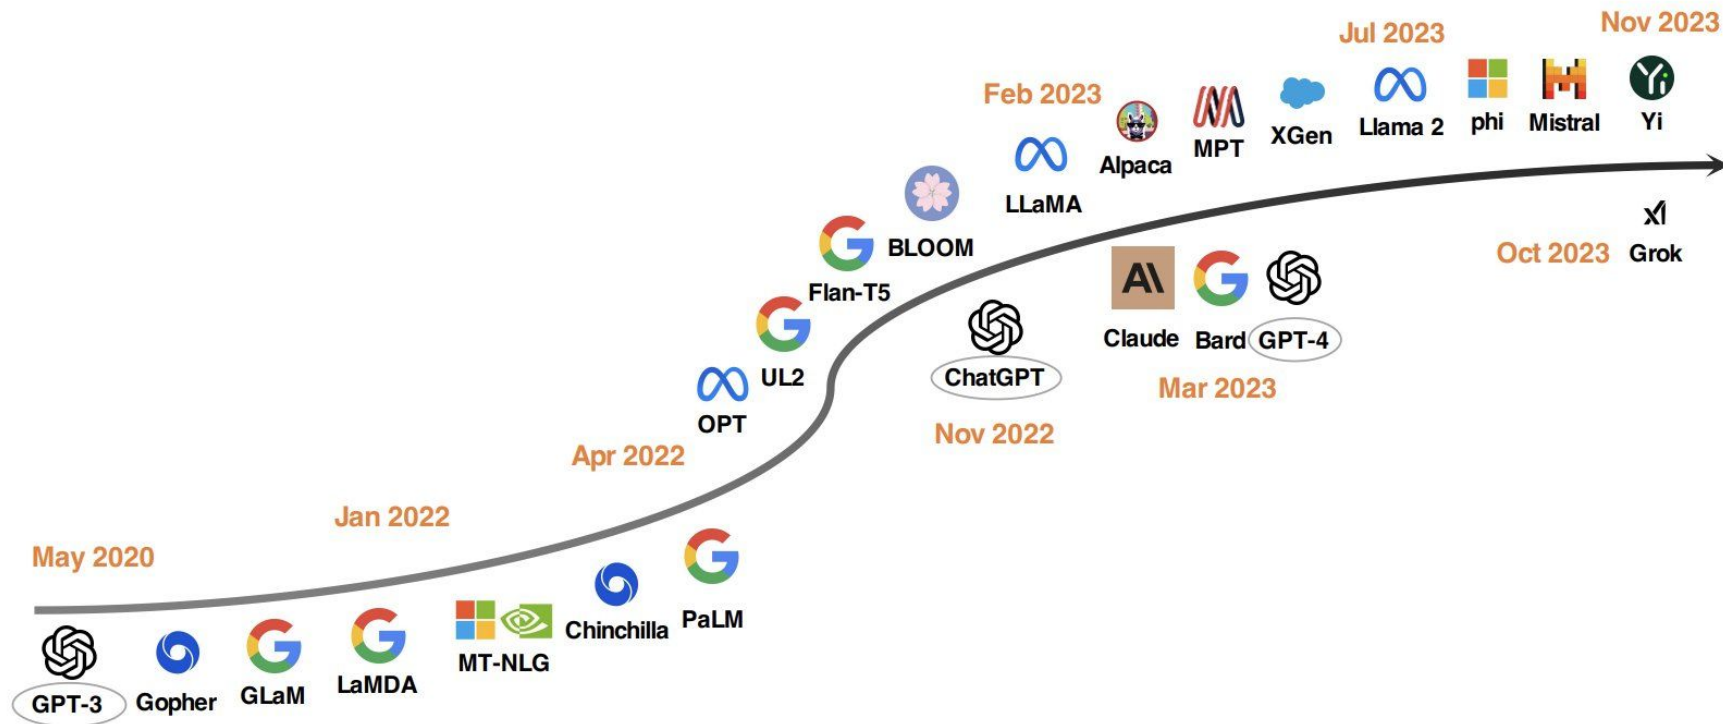 Nov 2023
Jul 2023
Feb 2023
phi
Mistral
Yi
Llama 2
XGen
MPT
Alpaca
LLaMA
BLOOM
xI
Oct 2023
Grok
Flan-T5
AI
Claude
Bard
GPT-4
UL2
ChatGPT
Mar 2023
OPT
Nov 2022
Apr 2022
Jan 2022
May 2020
PaLM
Chinchilla
MT-NLG
LaMDA
GLaM
Gopher
GPT-3